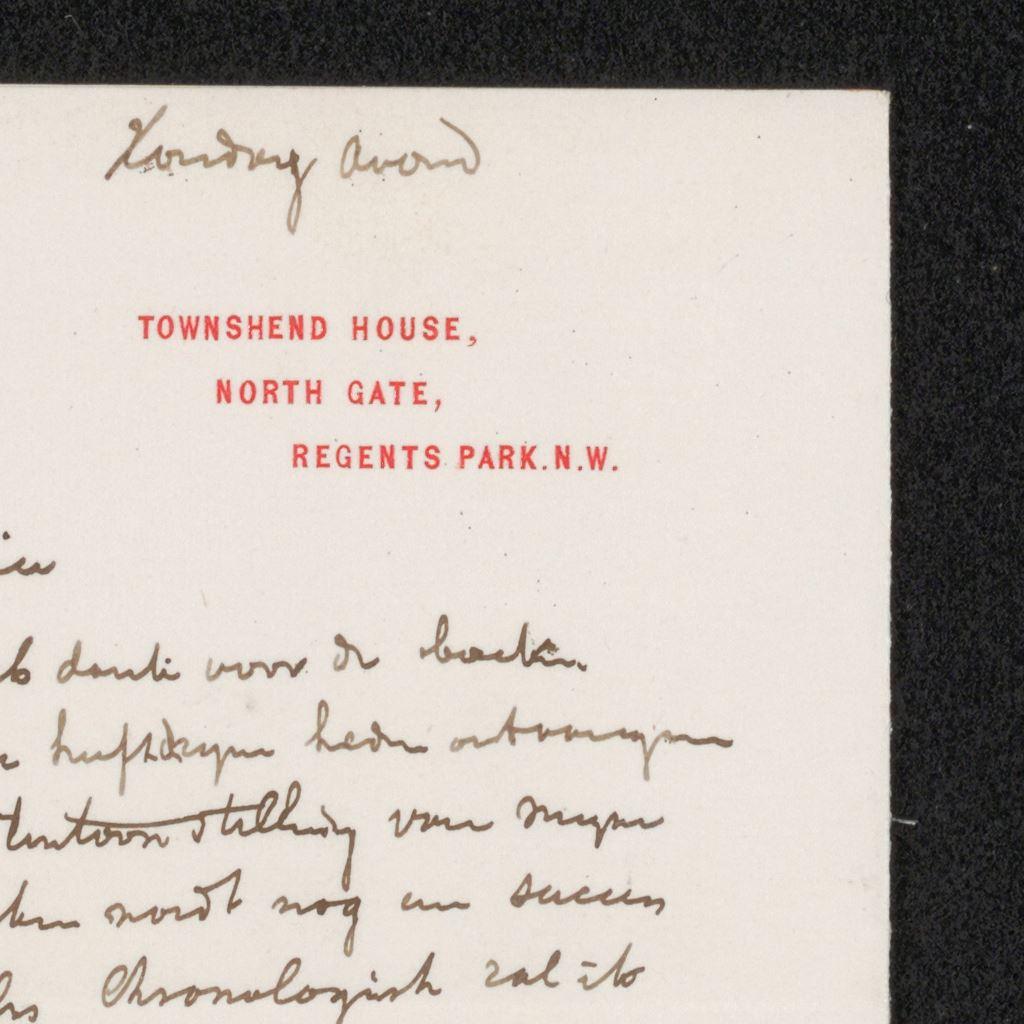 Zondag avond
TOWNSHEND HOUSE,
NORTH GATE,
REGENTS PARK. N.W.
dank voor de boeken.
heden ontvangen
tentoonstelling van mijne
wordt nog een succes
Chronologisch zal ik